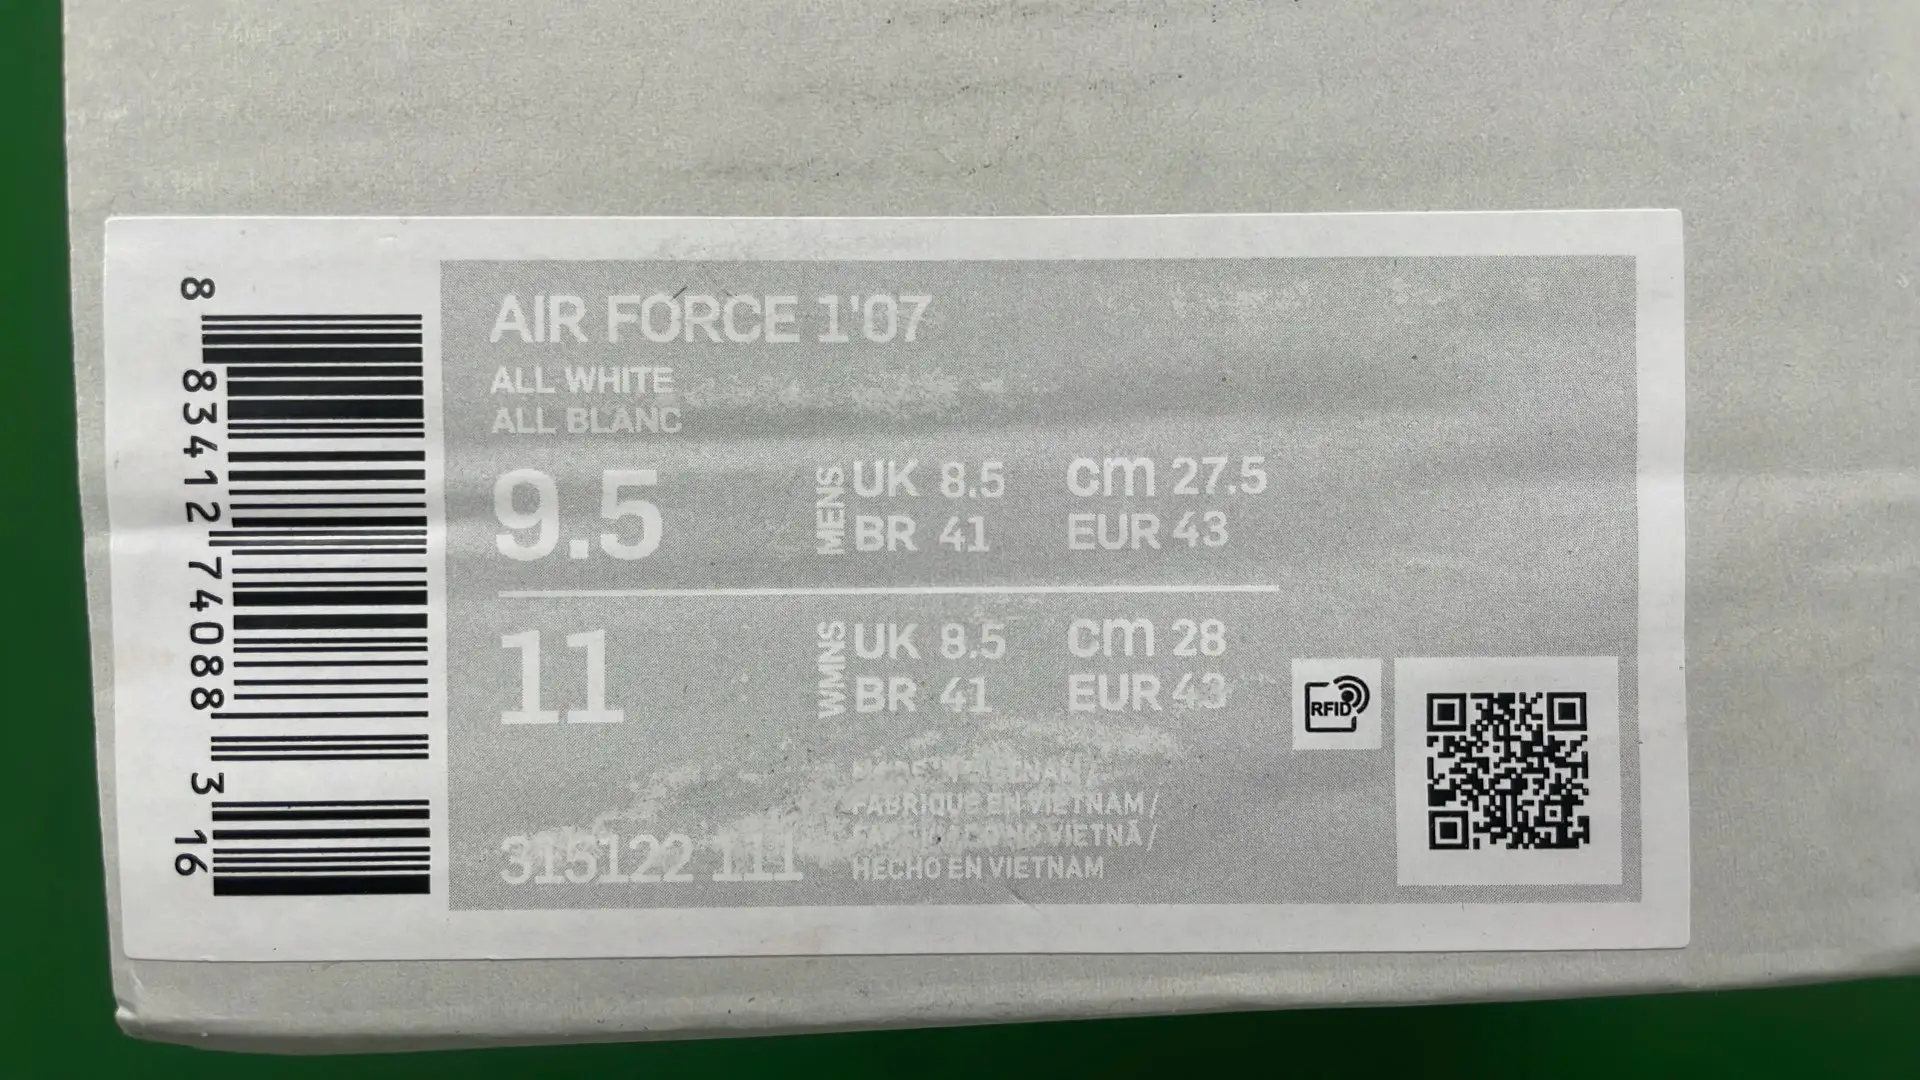 8 83412 74088 3 16
AIR FORCE 1'07
ALL WHITE
ALL BLANC
9.5
MENS
UK 8.5 cm 27.5
BR 41 EUR 43
11
WMNS
UK 8.5 cm 28
BR 41 EUR 43
RFID
315122 111
VIETNAM /
FABRIQUE EN VIETNAM /
VIETNÃ /
HECHO EN VIETNAM